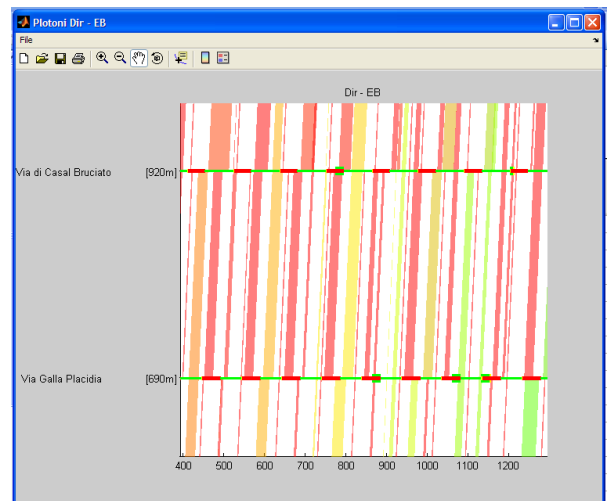 Plotoni Dir - EB
File
Dir - EB
Via di Casal Bruciato [920m]
Via Galla Placidia [690m]
400 500 600 700 800 900 1000 1100 1200